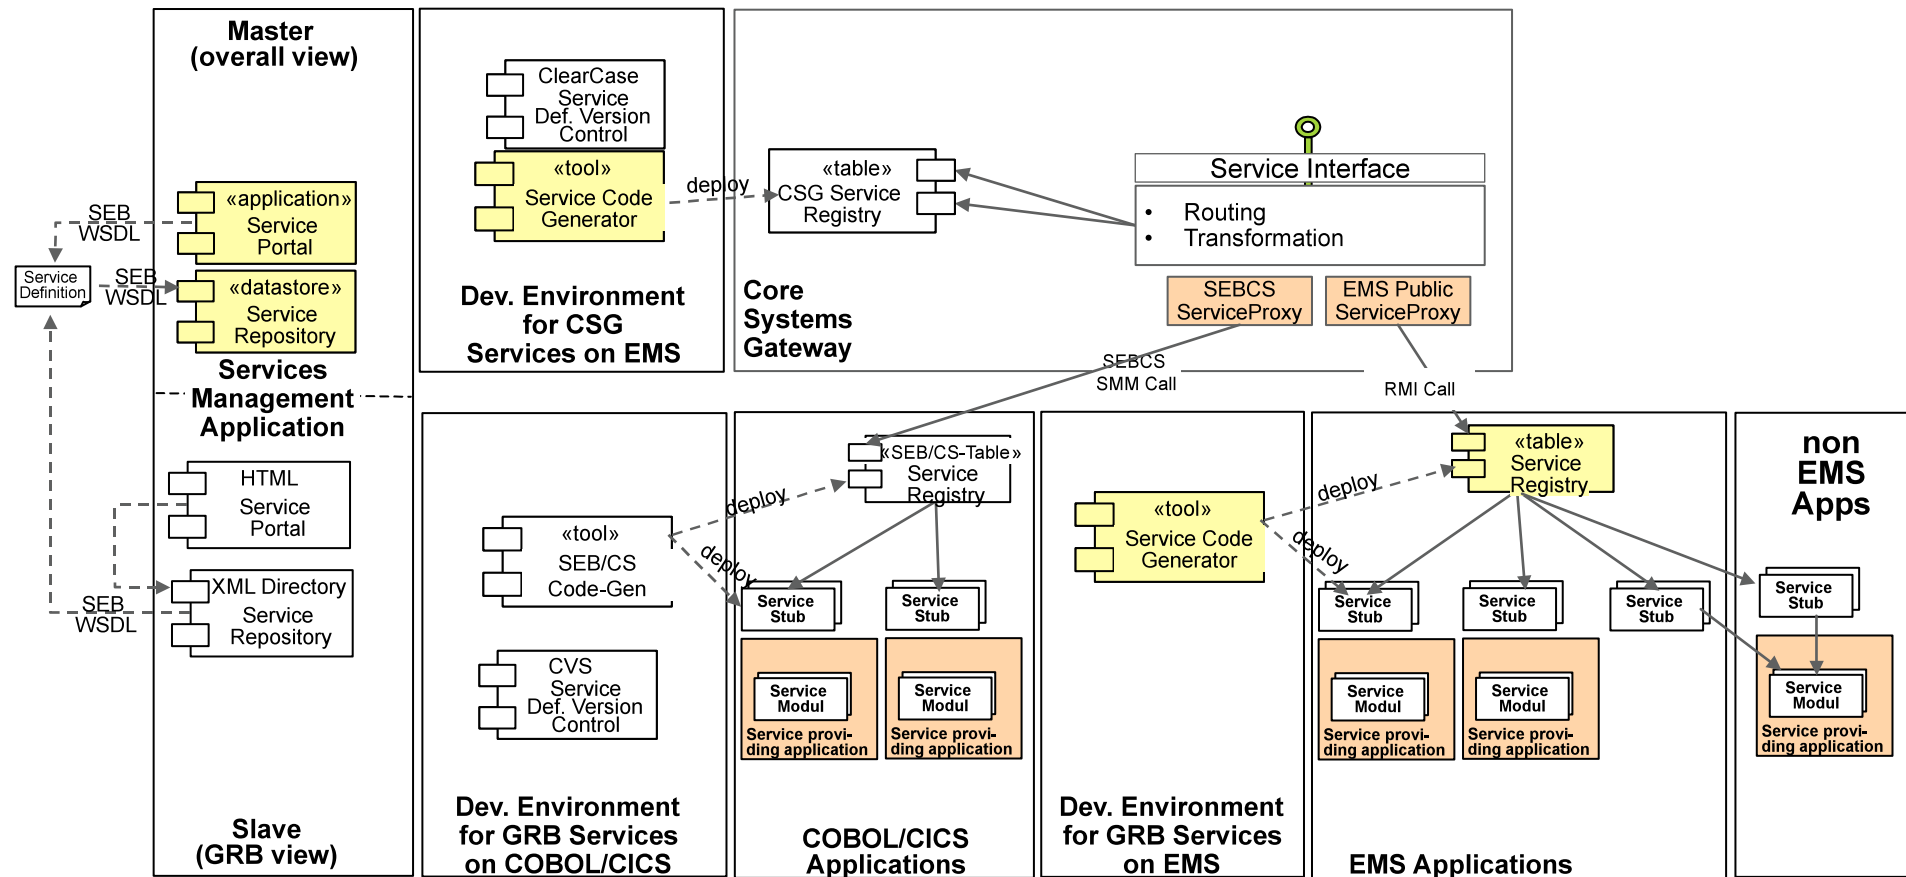 Master
(overall view)
«application»
Service
Portal
SEB
WSDL
Service
Definition
SEB
WSDL
«datastore»
Service
Repository
Services
Management
Application
HTML
Service
Portal
XML Directory
Service
Repository
SEB
WSDL
Slave
(GRB view)
ClearCase
Service
Def. Version
Control
«tool»
Service Code
Generator
deploy
Dev. Environment
for CSG
Services on EMS
«table»
CSG Service
Registry
Service Interface
• Routing
• Transformation
Core
Systems
Gateway
SEBCS
ServiceProxy
EMS Public
ServiceProxy
SEBCS
SMM Call
RMI Call
«tool»
SEB/CS
Code-Gen
deploy
deploy
CVS
Service
Def. Version
Control
Dev. Environment
for GRB Services
on COBOL/CICS
«SEB/CS-Table»
Service
Registry
Service
Stub
Service
Stub
Service
Modul
Service provi-
ding application
Service
Modul
Service provi-
ding application
COBOL/CICS
Applications
«tool»
Service Code
Generator
deploy
deploy
Dev. Environment
for GRB Services
on EMS
«table»
Service
Registry
Service
Stub
Service
Stub
Service
Stub
Service
Modul
Service provi-
ding application
Service
Modul
Service provi-
ding application
EMS Applications
non
EMS
Apps
Service
Stub
Service
Modul
Service provi-
ding application